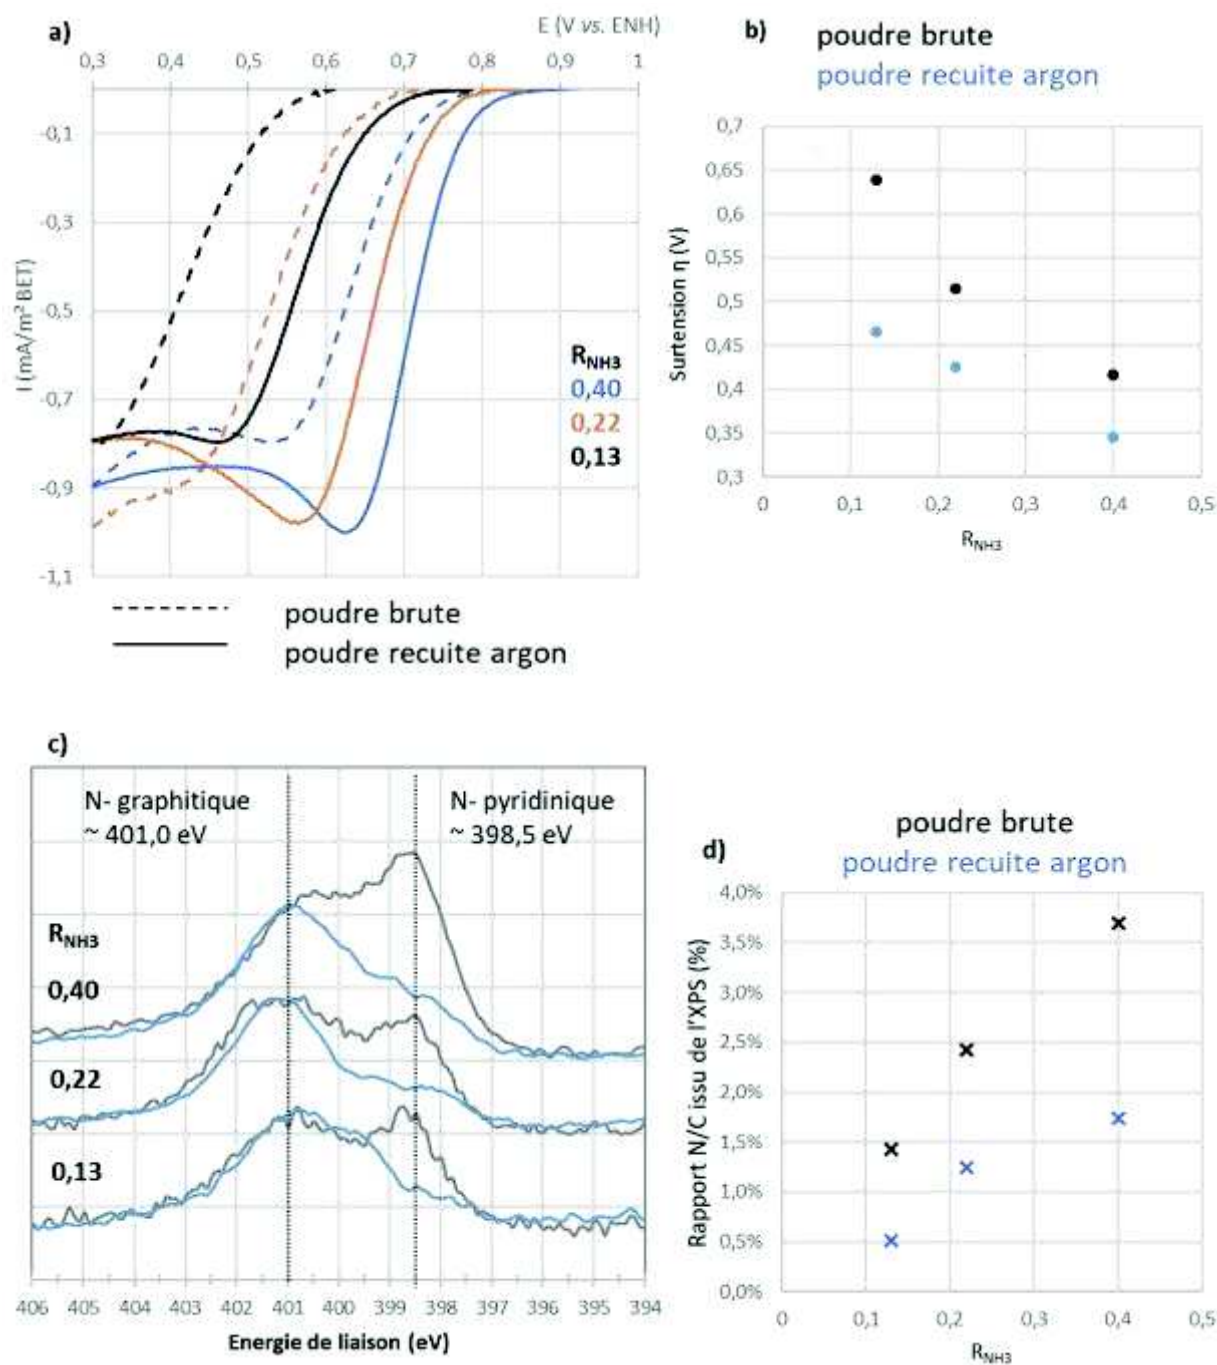 a)
E (V vs. ENH)
0,3 0,4 0,5 0,6 0,7 0,8 0,9 1
-0,1
-0,3
-0,5
-0,7
-0,9
-1,1
I (mA/m² BET)
R_NH3
0,40
0,22
0,13
poudre brute
poudre recuite argon
b)
poudre brute
poudre recuite argon
0,7
0,65
0,6
0,55
0,5
0,45
0,4
0,35
0,3
Surtension η (V)
0 0,1 0,2 0,3 0,4 0,5
R_NH3
c)
N- graphitique
~ 401,0 eV
N- pyridinique
~ 398,5 eV
R_NH3
0,40
0,22
0,13
406 405 404 403 402 401 400 399 398 397 396 395 394
Energie de liaison (eV)
d)
poudre brute
poudre recuite argon
4,0%
3,5%
3,0%
2,5%
2,0%
1,5%
1,0%
0,5%
0,0%
Rapport N/C issu de l'XPS (%)
0 0,1 0,2 0,3 0,4 0,5
R_NH3